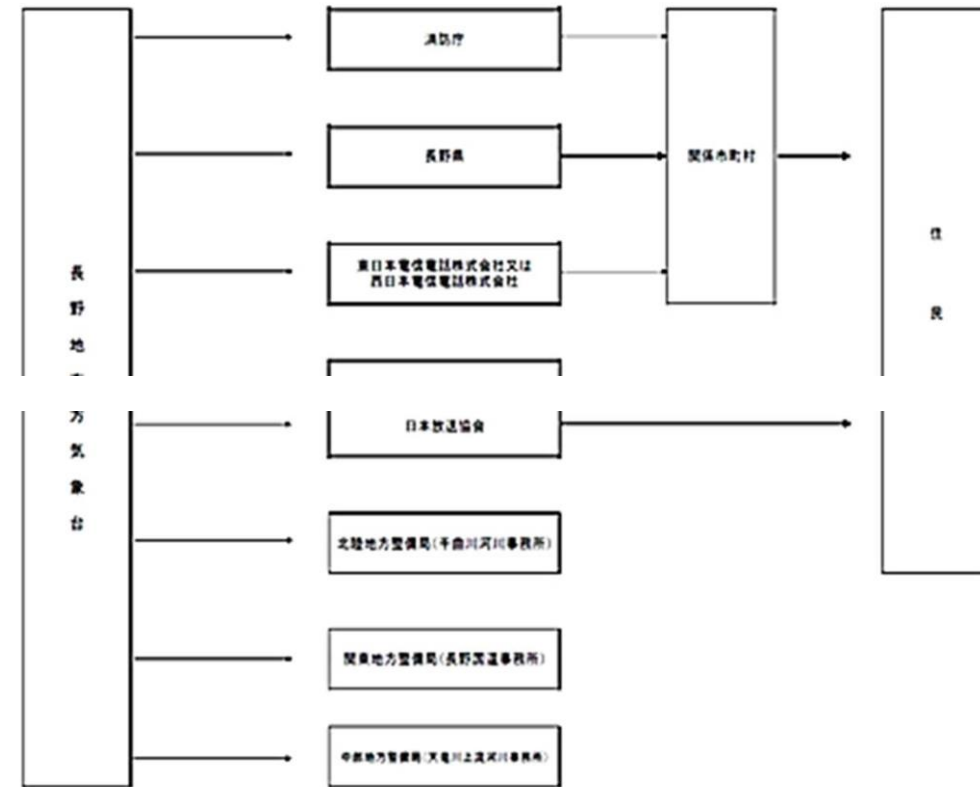 長野地方気象台
消防庁
長野県
東日本電信電話株式会社又は
西日本電信電話株式会社
日本放送協会
北陸地方整備局(千曲川河川事務所)
関東地方整備局(長野国道事務所)
中部地方整備局(天竜川上流河川事務所)
関係市町村
住民